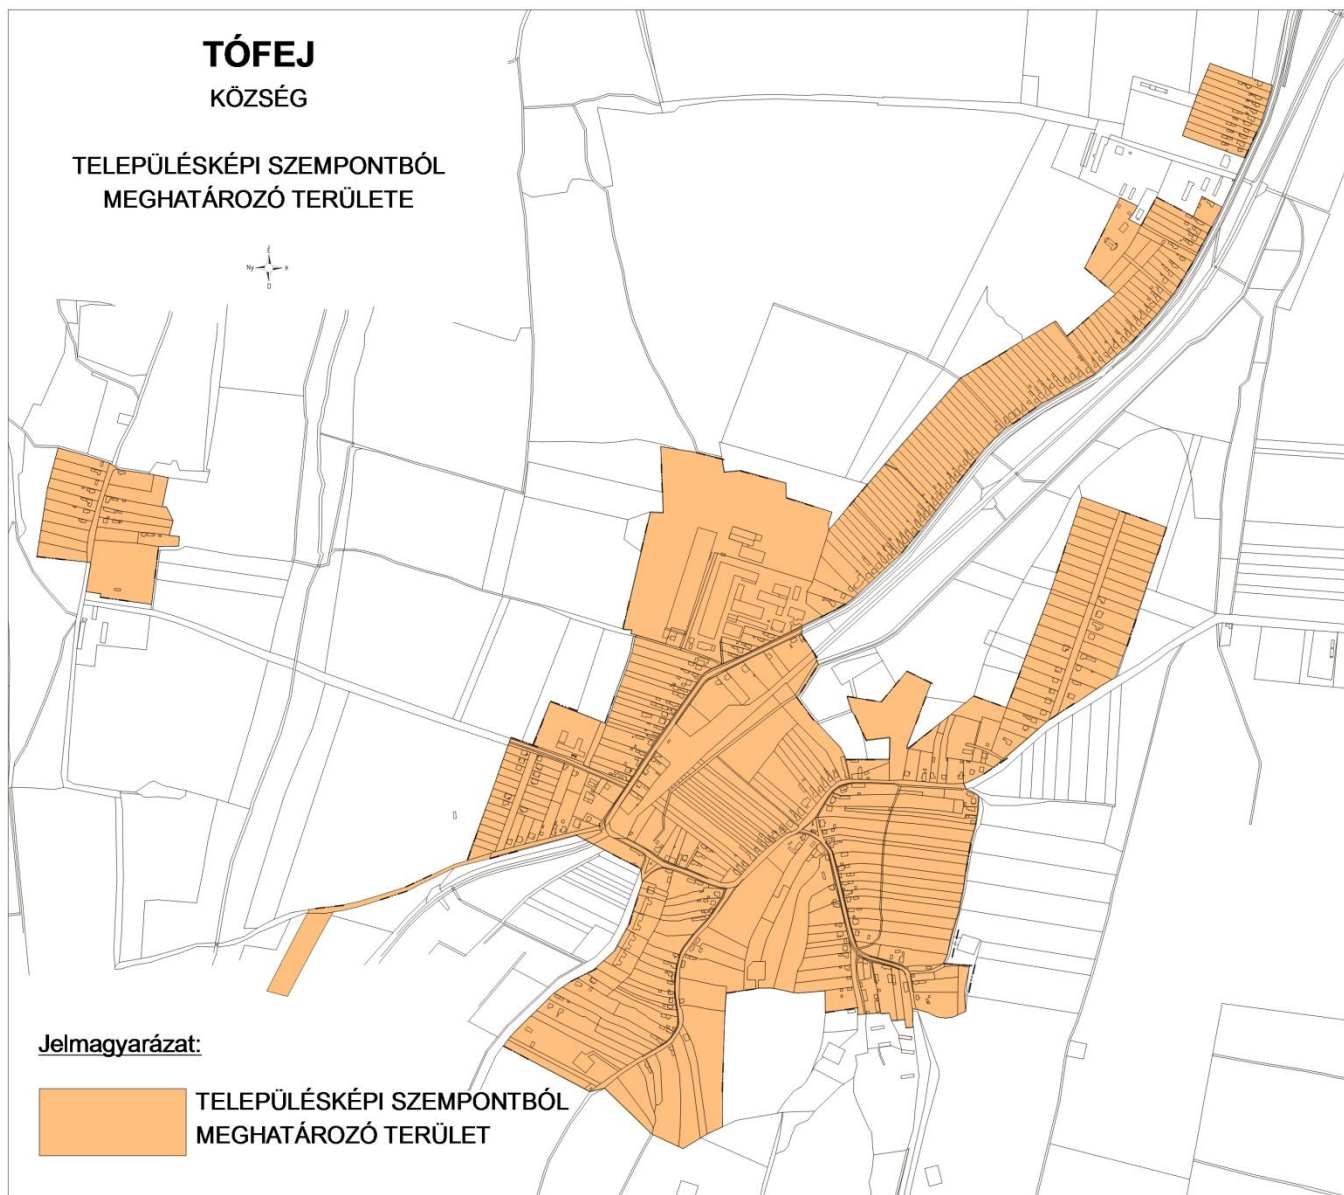 TÓFEJ
KÖZSÉG
TELEPÜLÉSKÉPI SZEMPONTBÓL
MEGHATÁROZÓ TERÜLETE
É
Ny K
D
Jelmagyarázat:
TELEPÜLÉSKÉPI SZEMPONTBÓL
MEGHATÁROZÓ TERÜLET